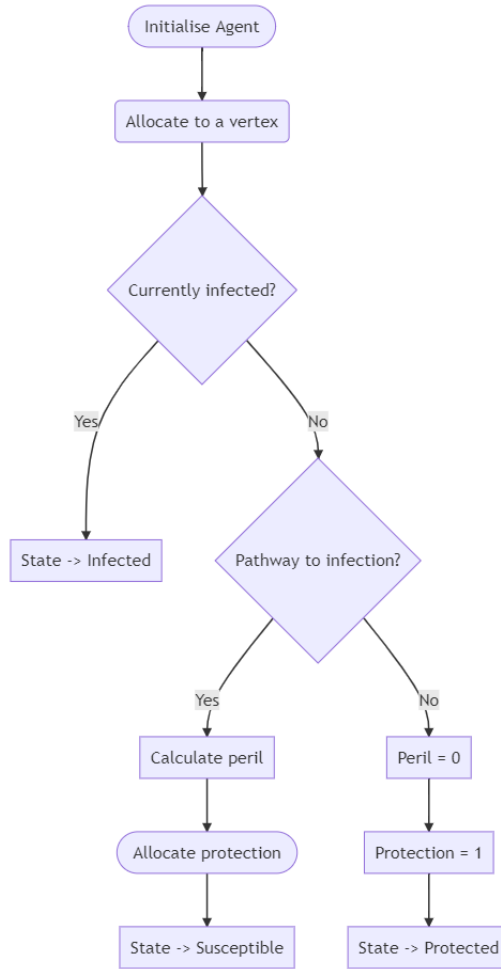 Initialise Agent
Allocate to a vertex
Currently infected?
Yes
No
State -> Infected
Pathway to infection?
Yes
No
Calculate peril
Peril = 0
Allocate protection
Protection = 1
State -> Susceptible
State -> Protected